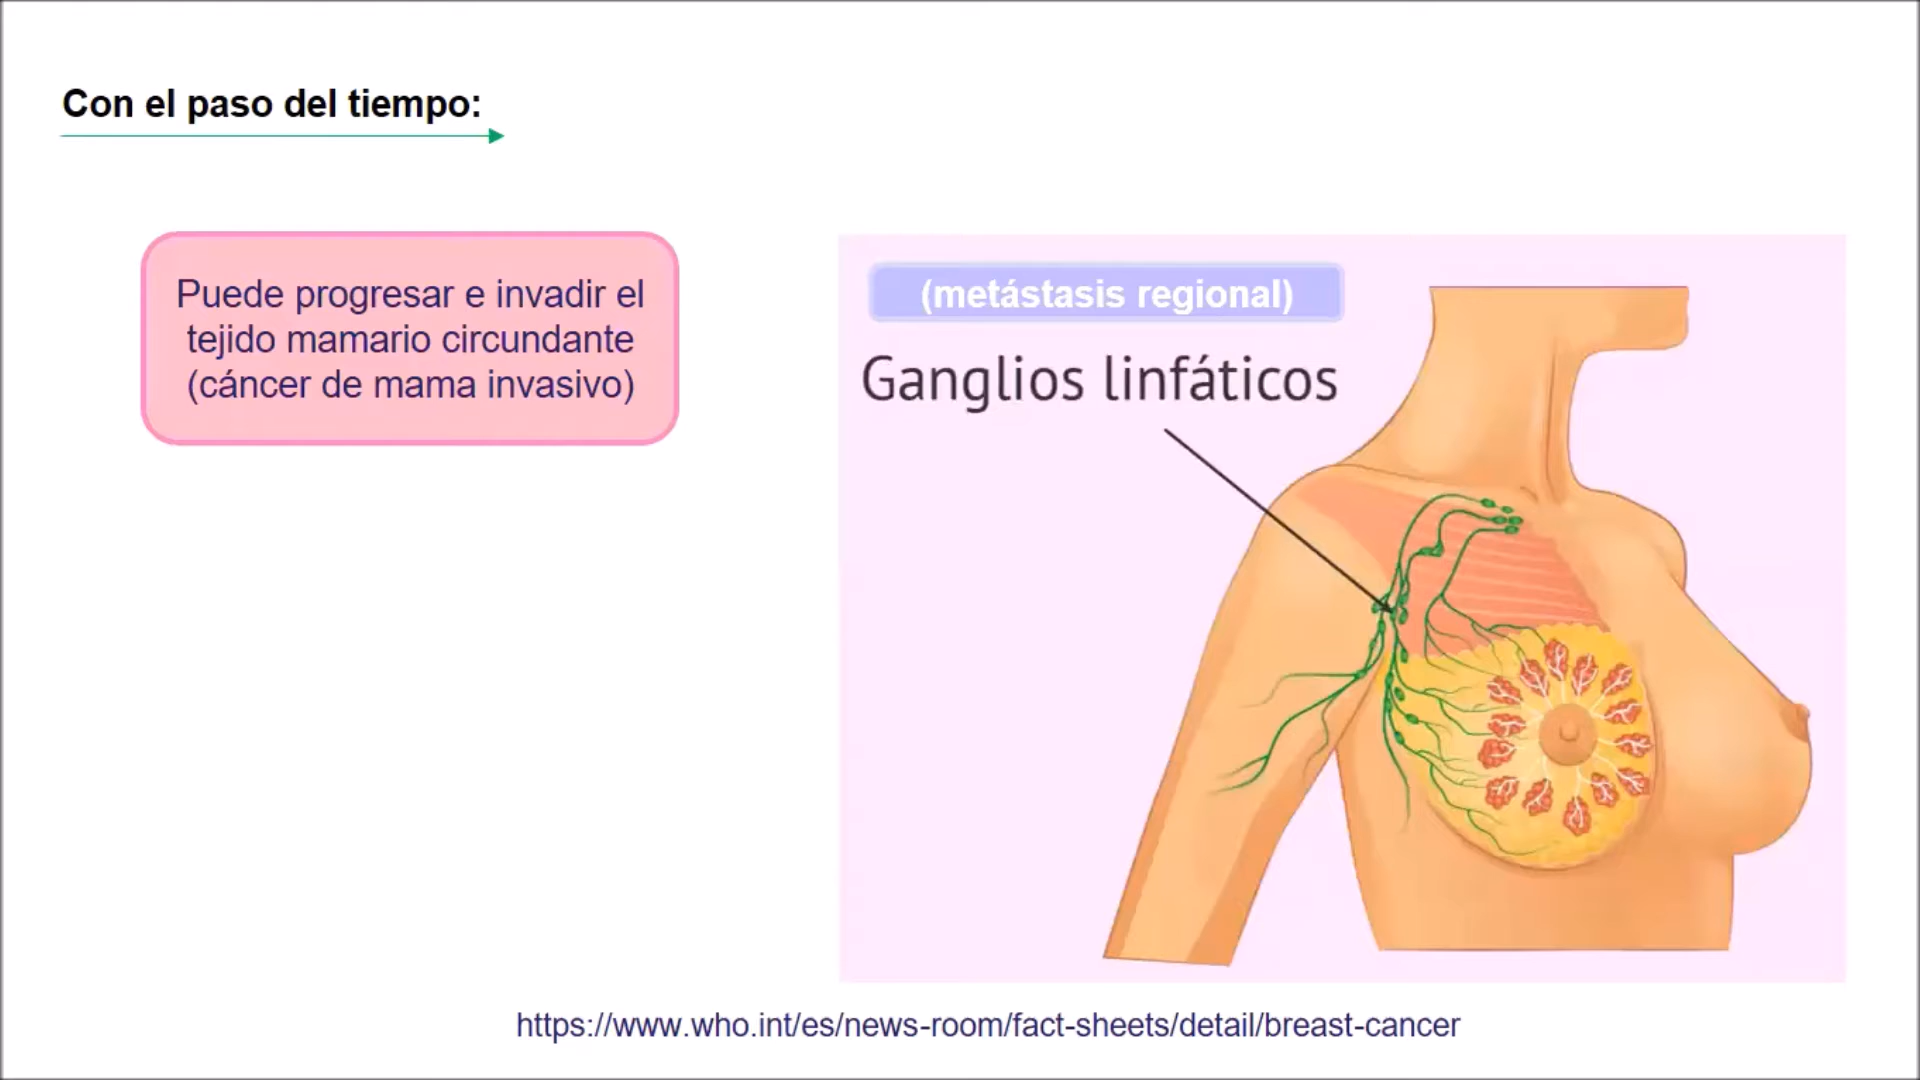 Con el paso del tiempo:
Puede progresar e invadir el
tejido mamario circundante
(cáncer de mama invasivo)
(metástasis regional)
Ganglios linfáticos
https://www.who.int/es/news-room/fact-sheets/detail/breast-cancer